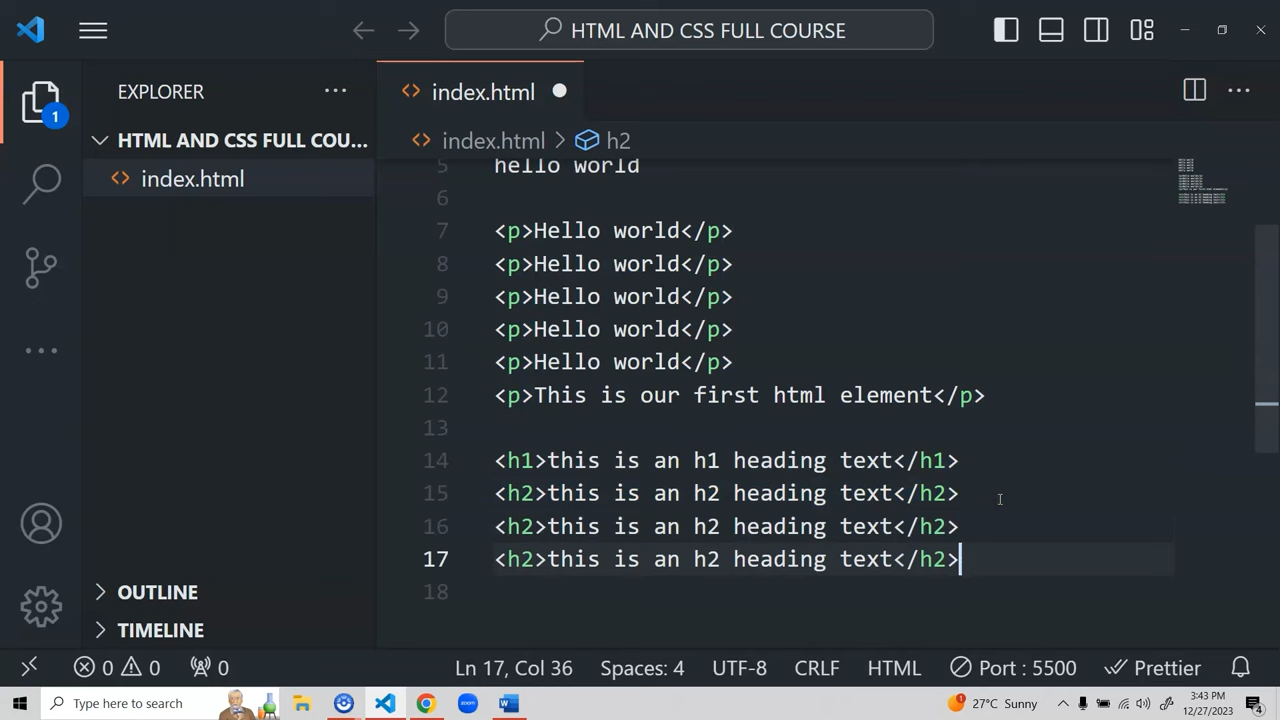 HTML AND CSS FULL COURSE
EXPLORER
index.html
1
HTML AND CSS FULL COU...
index.html > h2
index.html
5 hello world
6
7 <p>Hello world</p>
8 <p>Hello world</p>
9 <p>Hello world</p>
10 <p>Hello world</p>
11 <p>Hello world</p>
12 <p>This is our first html element</p>
13
14 <h1>this is an h1 heading text</h1>
15 <h2>this is an h2 heading text</h2>
16 <h2>this is an h2 heading text</h2>
17 <h2>this is an h2 heading text</h2>
18
OUTLINE
TIMELINE
0 0 0 Ln 17, Col 36 Spaces: 4 UTF-8 CRLF HTML Port : 5500 Prettier
Type here to search
zoom
1 27°C Sunny
3:43 PM
12/27/2023
4